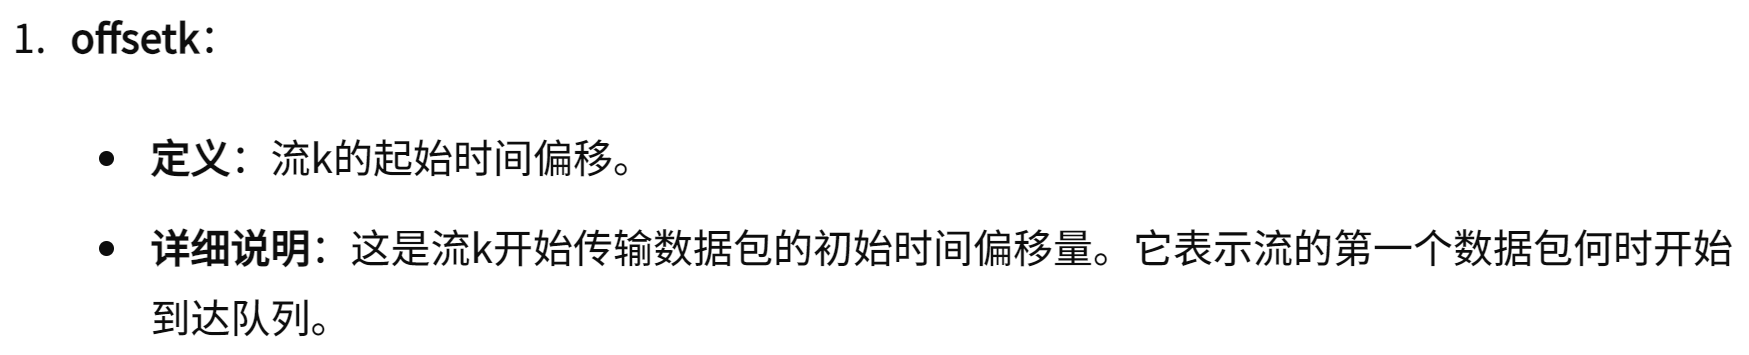 1. offsetk：
• 定义：流k的起始时间偏移。
• 详细说明：这是流k开始传输数据包的初始时间偏移量。它表示流的第一个数据包何时开始
到达队列。